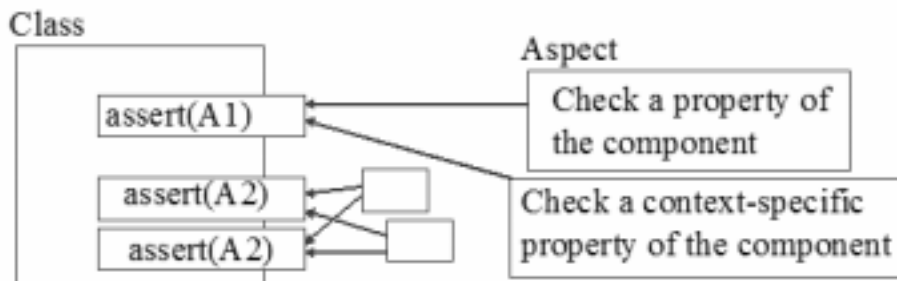 Class
Aspect
assert(A1)
Check a property of
the component
assert(A2)
assert(A2)
Check a context-specific
property of the component